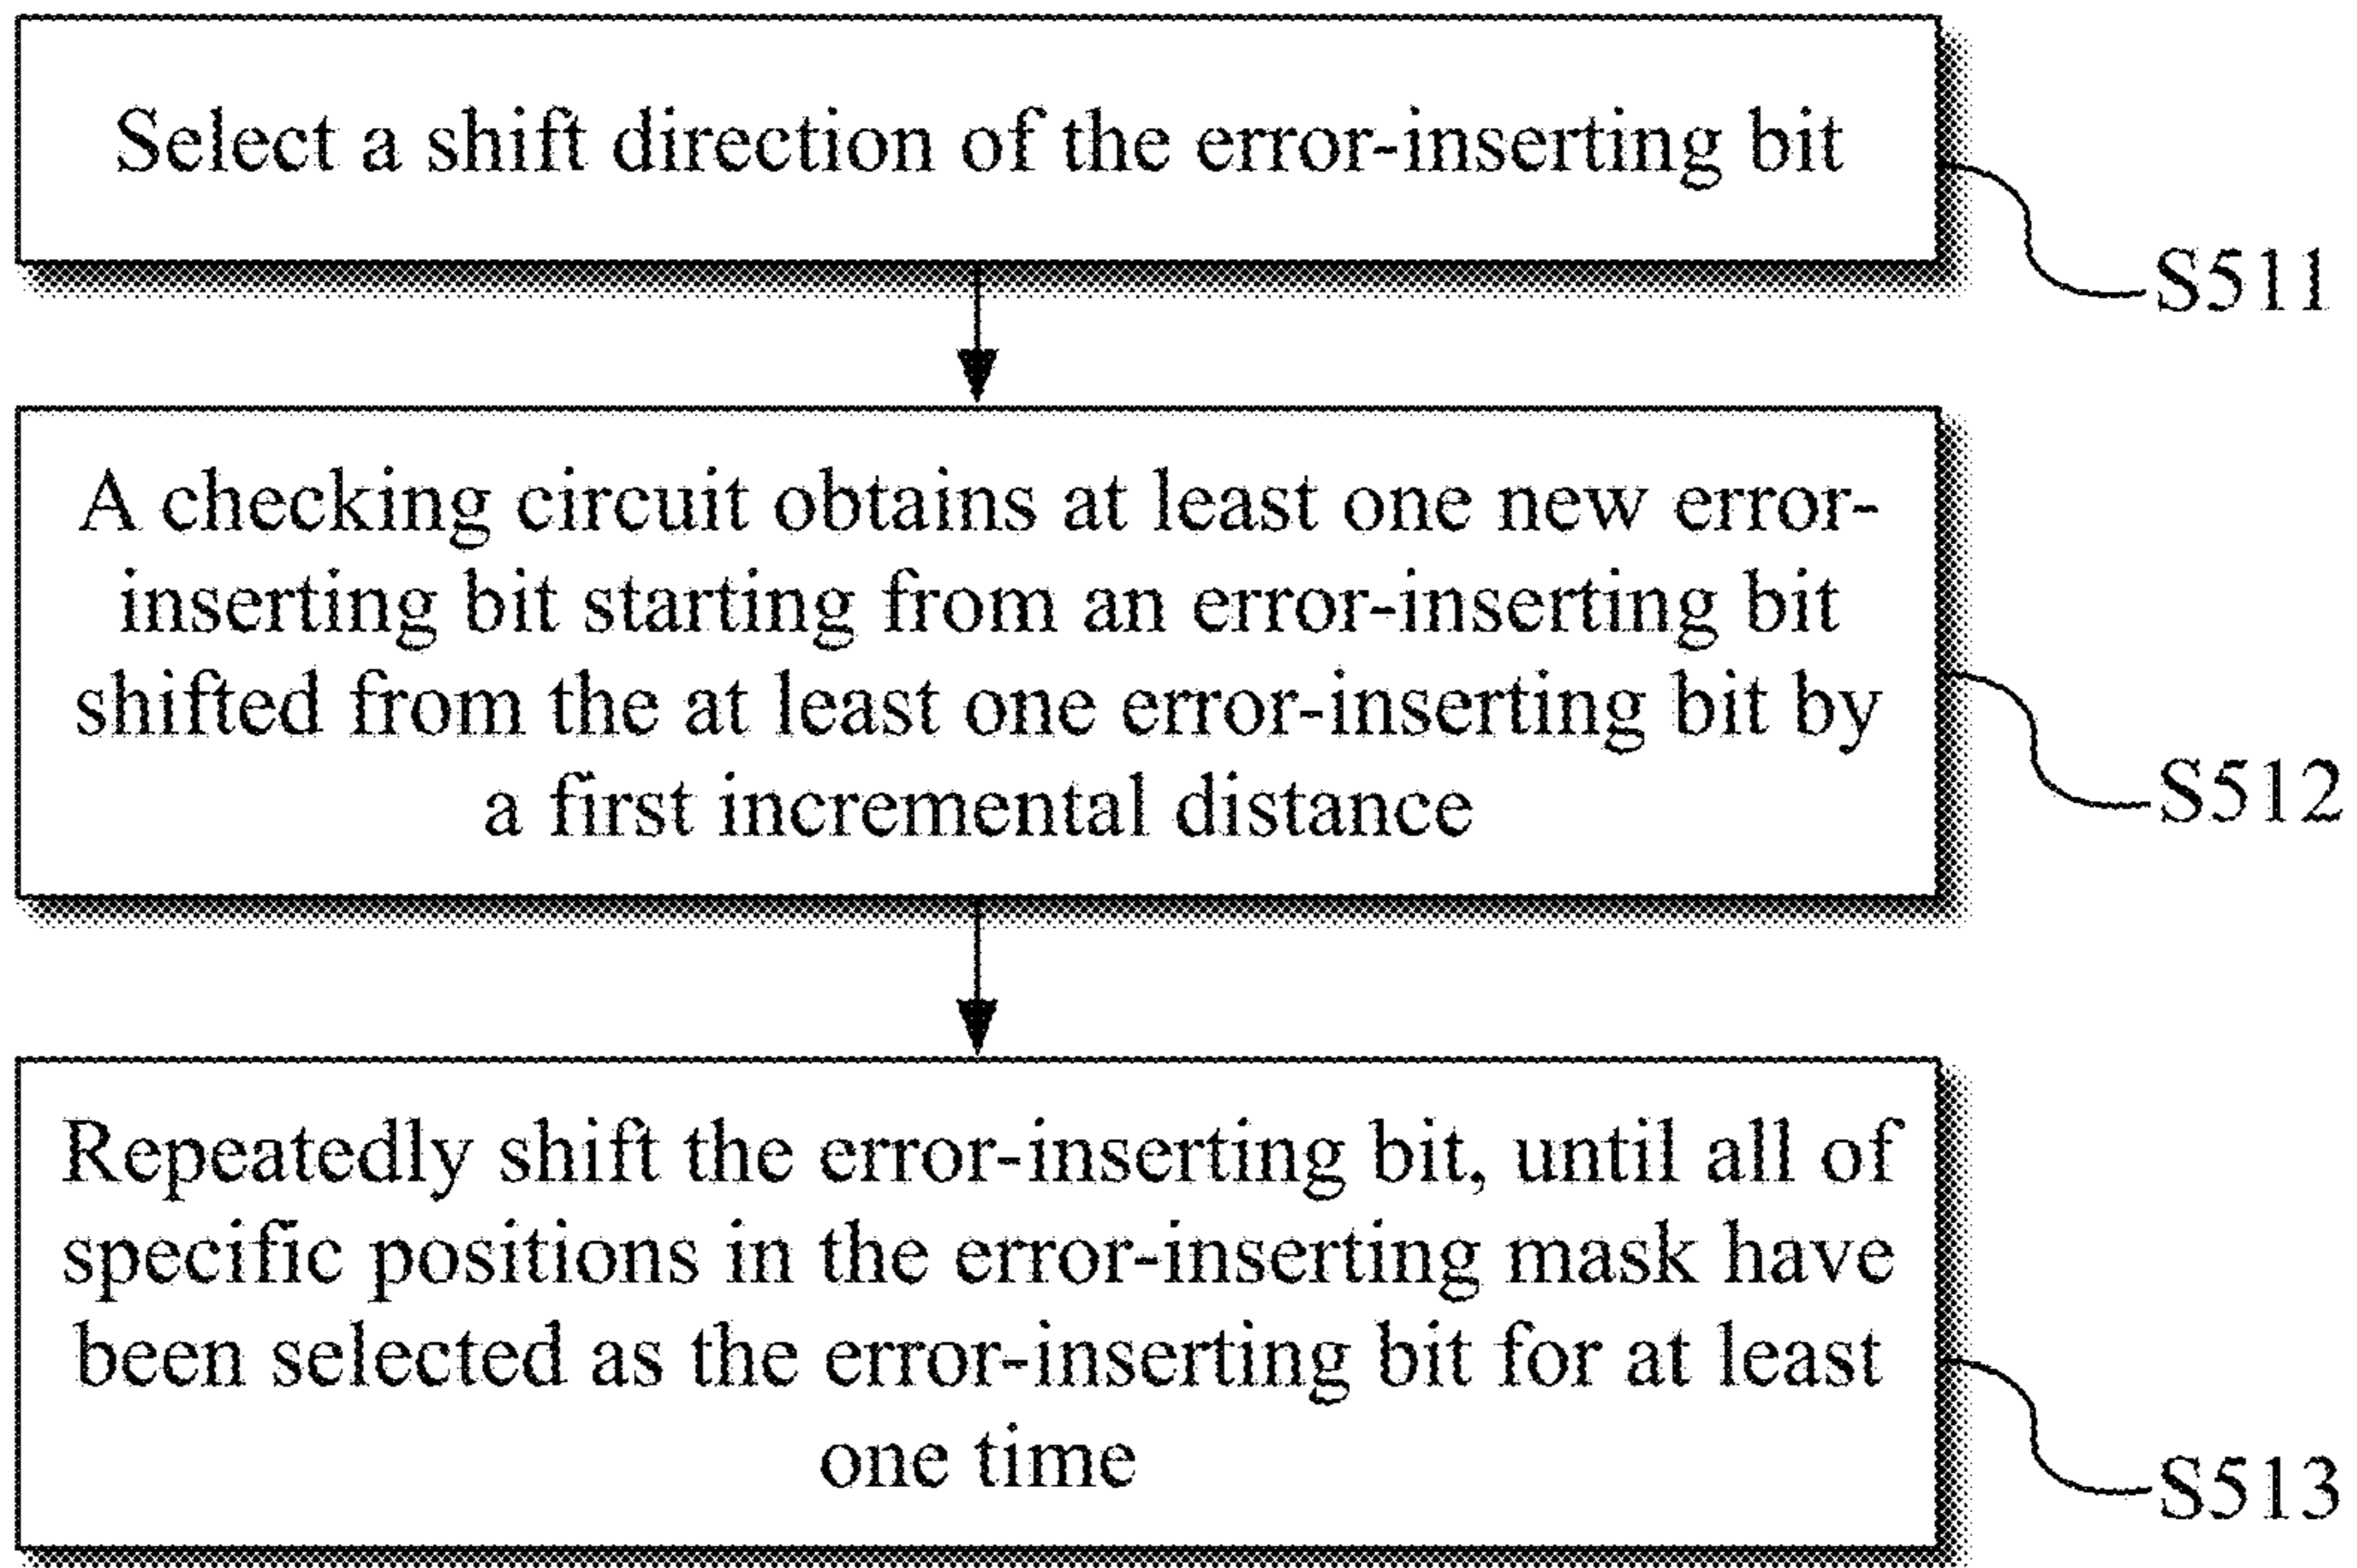 Select a shift direction of the error-inserting bit
S511
A checking circuit obtains at least one new error-
inserting bit starting from an error-inserting bit
shifted from the at least one error-inserting bit by
a first incremental distance
S512
Repeatedly shift the error-inserting bit, until all of
specific positions in the error-inserting mask have
been selected as the error-inserting bit for at least
one time
S513